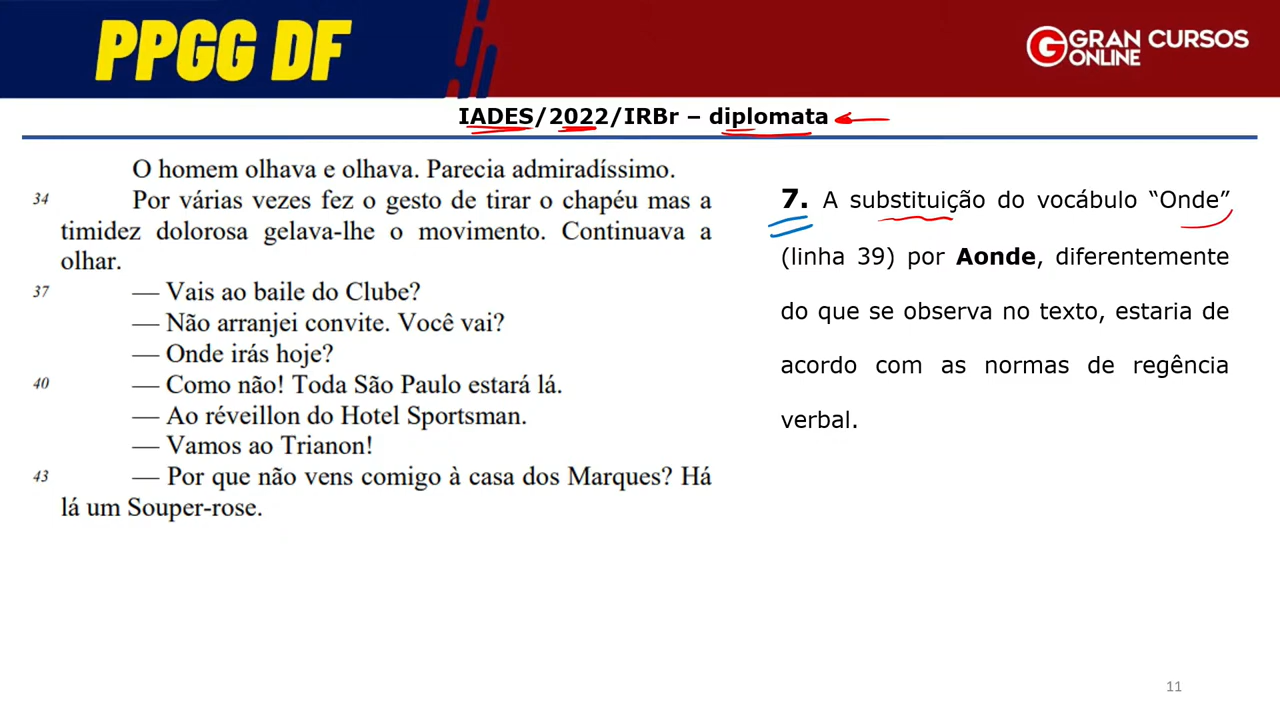 PPGG DF
GRAN CURSOS
ONLINE
IADES/2022/IRBr – diplomata
O homem olhava e olhava. Parecia admiradíssimo.
34 Por várias vezes fez o gesto de tirar o chapéu mas a
timidez dolorosa gelava-lhe o movimento. Continuava a
olhar.
37 — Vais ao baile do Clube?
— Não arranjei convite. Você vai?
— Onde irás hoje?
40 — Como não! Toda São Paulo estará lá.
— Ao réveillon do Hotel Sportsman.
— Vamos ao Trianon!
43 — Por que não vens comigo à casa dos Marques? Há
lá um Souper-rose.
7. A substituição do vocábulo “Onde”
(linha 39) por Aonde, diferentemente
do que se observa no texto, estaria de
acordo com as normas de regência
verbal.
11